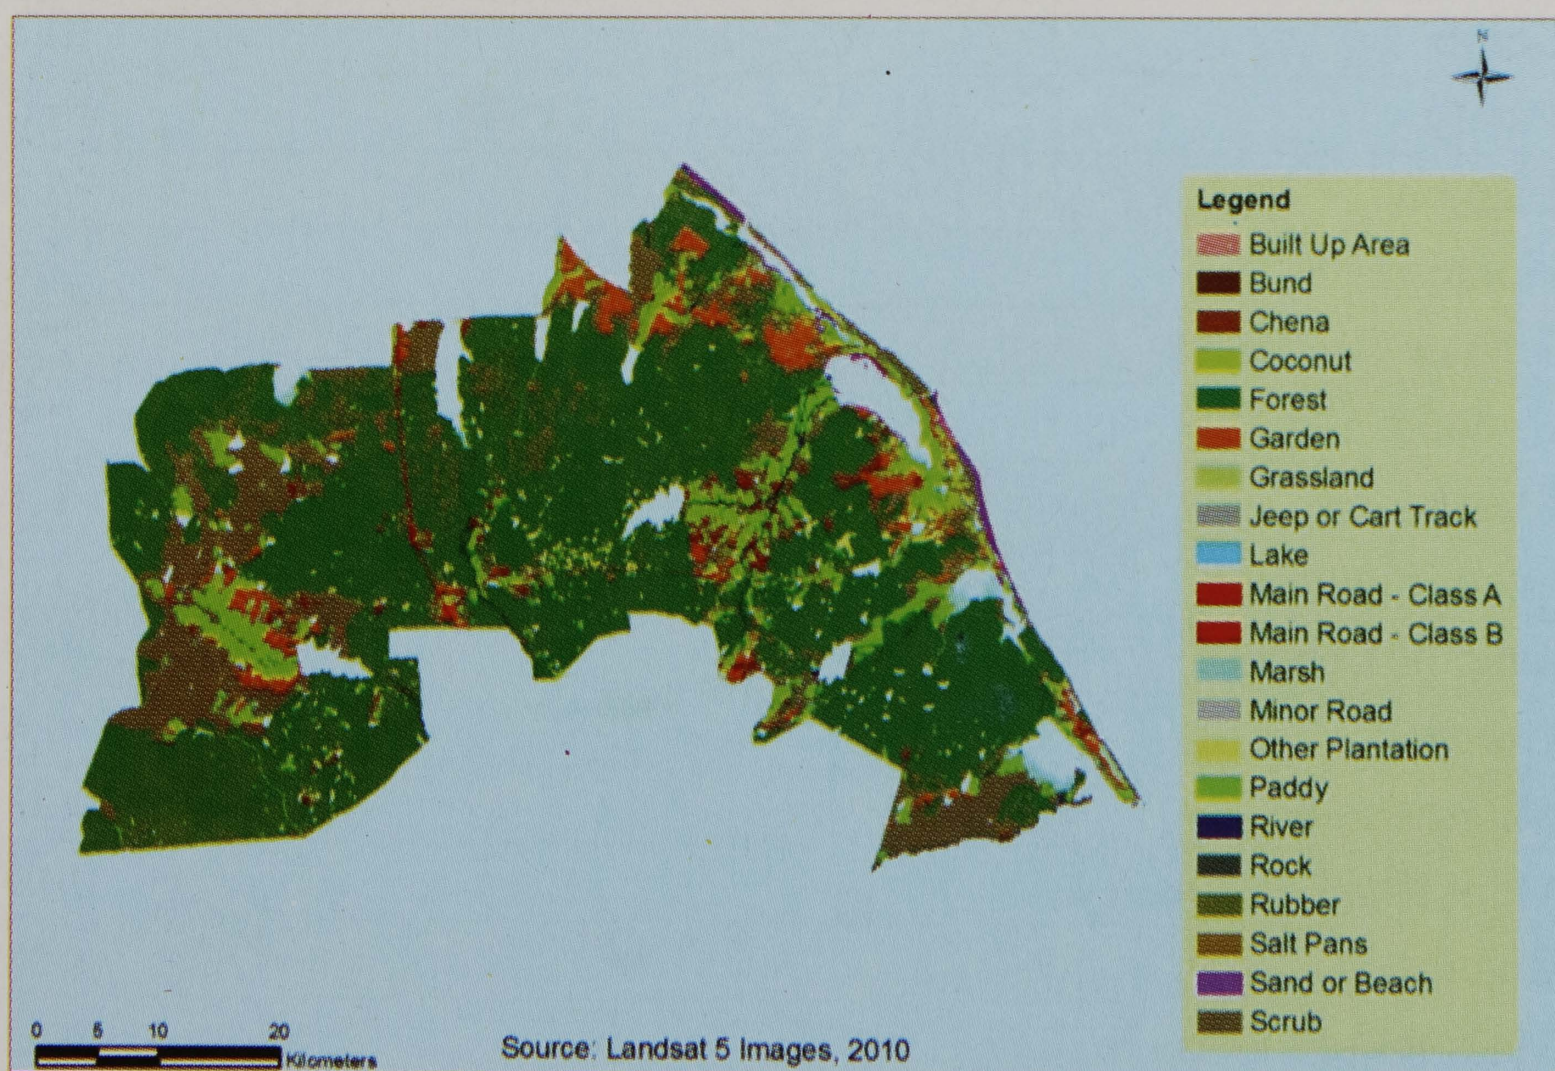 N
Legend
Built Up Area
Bund
Chena
Coconut
Forest
Garden
Grassland
Jeep or Cart Track
Lake
Main Road - Class A
Main Road - Class B
Marsh
Minor Road
Other Plantation
Paddy
River
Rock
Rubber
Salt Pans
Sand or Beach
Scrub
0 5 10 20
Kilometers
Source: Landsat 5 Images, 2010